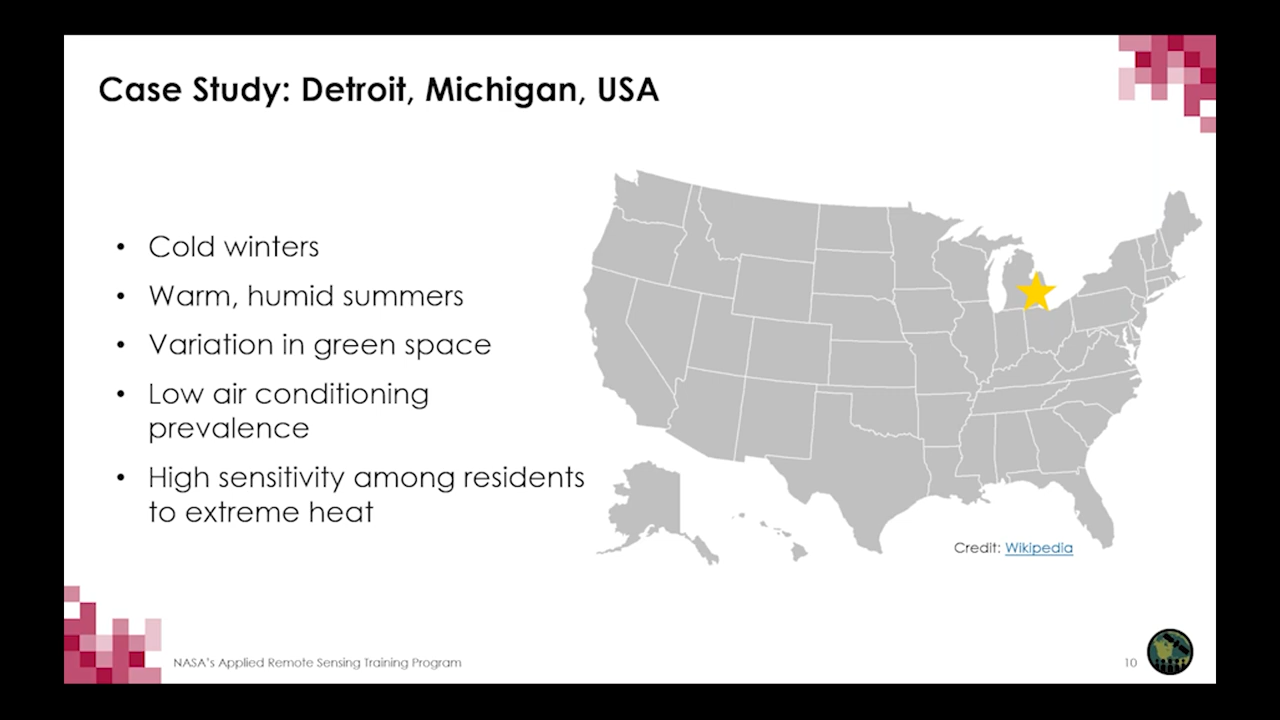 Case Study: Detroit, Michigan, USA
• Cold winters
• Warm, humid summers
• Variation in green space
• Low air conditioning
prevalence
• High sensitivity among residents
to extreme heat
Credit: Wikipedia
NASA's Applied Remote Sensing Training Program
10